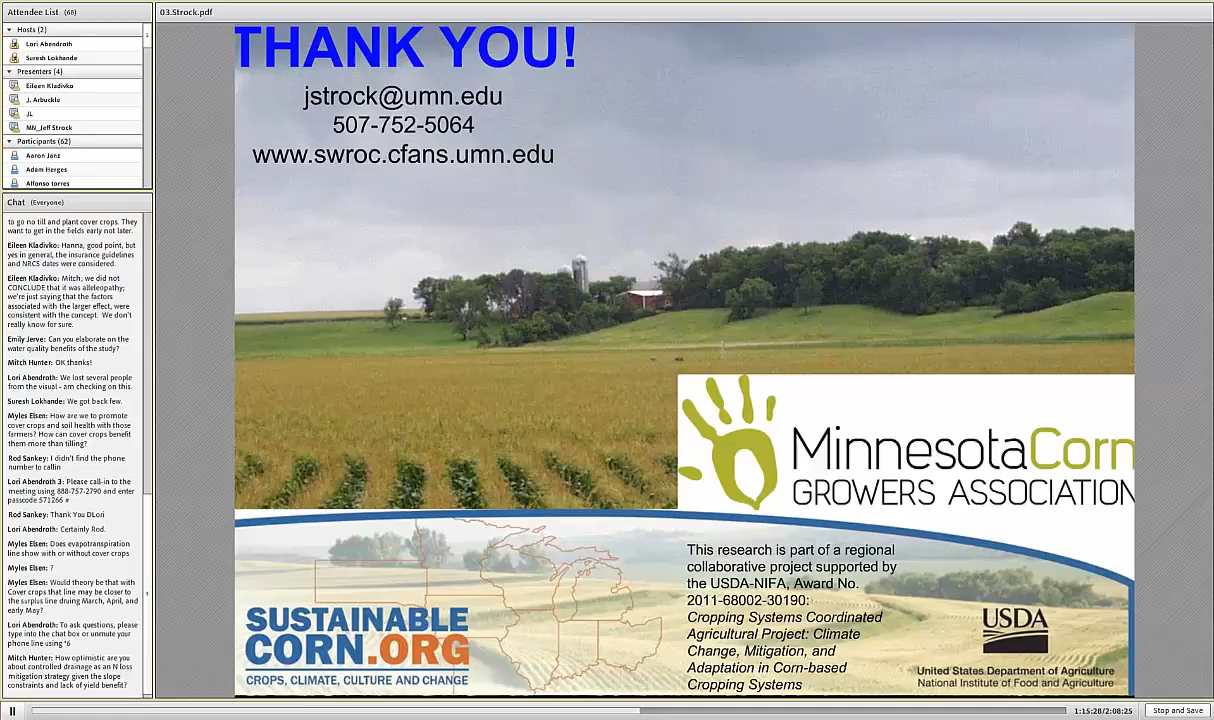 Attendee List (68)
Hosts (2)
Lori Abendroth
Suresh Lokhande
Presenters (4)
Eileen Kladivko
J. Arbuckle
JL
MN_Jeff Strock
Participants (62)
Aaron Janz
Adam Herges
Alfonso torres
Chat (Everyone)
to go no till and plant cover crops. They
want to get in the fields early not later.
Eileen Kladivko: Hanna, good point, but
yes in general, the insurance guidelines
and NRCS dates were considered.
Eileen Kladivko: Mitch; we did not
CONCLUDE that it was alleleopathy;
we're just saying that the factors
associated with the larger effect, were
consistent with the concept. We don't
really know for sure.
Emily Jerve: Can you elaborate on the
water quality benefits of the study?
Mitch Hunter: OK thanks!
Lori Abendroth: We lost several people
from the visual - am checking on this.
Suresh Lokhande: We got back few.
Myles Elsen: How are we to promote
cover crops and soil health with those
farmers? How can cover crops benefit
them more than tilling?
Rod Sankey: I didn't find the phone
number to callin
Lori Abendroth 3: Please call-in to the
meeting using 888-757-2790 and enter
passcode 571266 #
Rod Sankey: Thank You DLori
Lori Abendroth: Certainly Rod.
Myles Elsen: Does evapotranspiration
line show with or without cover crops
Myles Elsen: ?
Myles Elsen: Would theory be that with
Cover crops that line may be closer to
the surplus line druing March, April, and
early May?
Lori Abendroth: To ask questions, please
type into the chat box or unmute your
phone line using *6
Mitch Hunter: How optimistic are you
about controlled drainage as an N loss
mitigation strategy given the slope
constraints and lack of yield benefit?
03.Strock.pdf
THANK YOU!
jstrock@umn.edu
507-752-5064
www.swroc.cfans.umn.edu
MinnesotaCorn
GROWERS ASSOCIATION
This research is part of a regional
collaborative project supported by
the USDA-NIFA, Award No.
2011-68002-30190:
Cropping Systems Coordinated
Agricultural Project: Climate
Change, Mitigation, and
Adaptation in Corn-based
Cropping Systems
SUSTAINABLE
CORN.ORG
CROPS, CLIMATE, CULTURE AND CHANGE
USDA
United States Department of Agriculture
National Institute of Food and Agriculture
1:15:28/2:08:25
Stop and Save